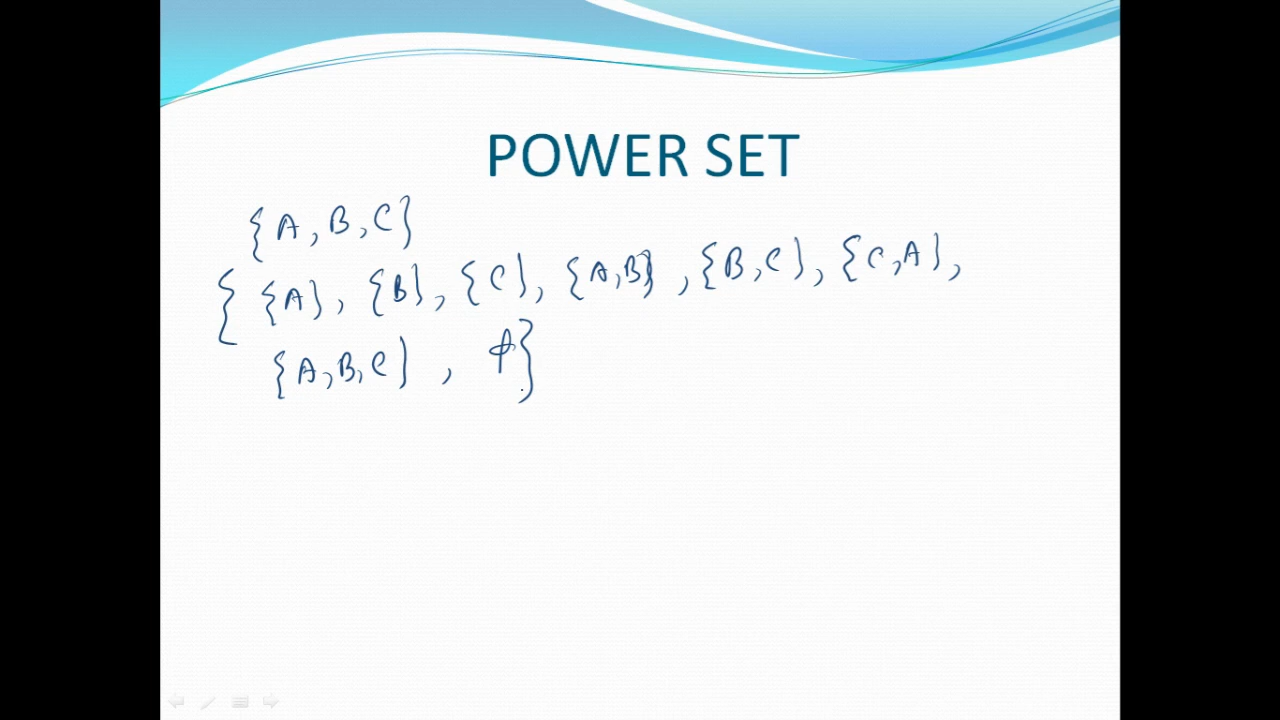 POWER SET
{A, B, C}
{ {A}, {B}, {C}, {A,B}, {B,C}, {C,A},
{A,B,C}, ϕ}